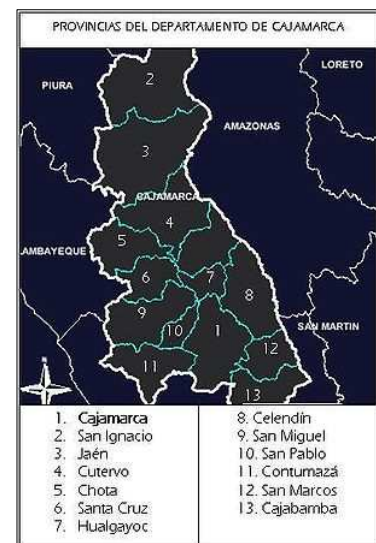 PROVINCIAS DEL DEPARTAMENTO DE CAJAMARCA
LORETO
2
PIURA
AMAZONAS
3
CAJAMARCA
4
5
LAMBAYEQUE
6
7
8
9
10
1
SAN MARTIN
12
11
13
1. Cajamarca
2. San Ignacio
3. Jaén
4. Cutervo
5. Chota
6. Santa Cruz
7. Hualgayoc
8. Celendín
9. San Miguel
10. San Pablo
11. Contumazá
12. San Marcos
13. Cajabamba